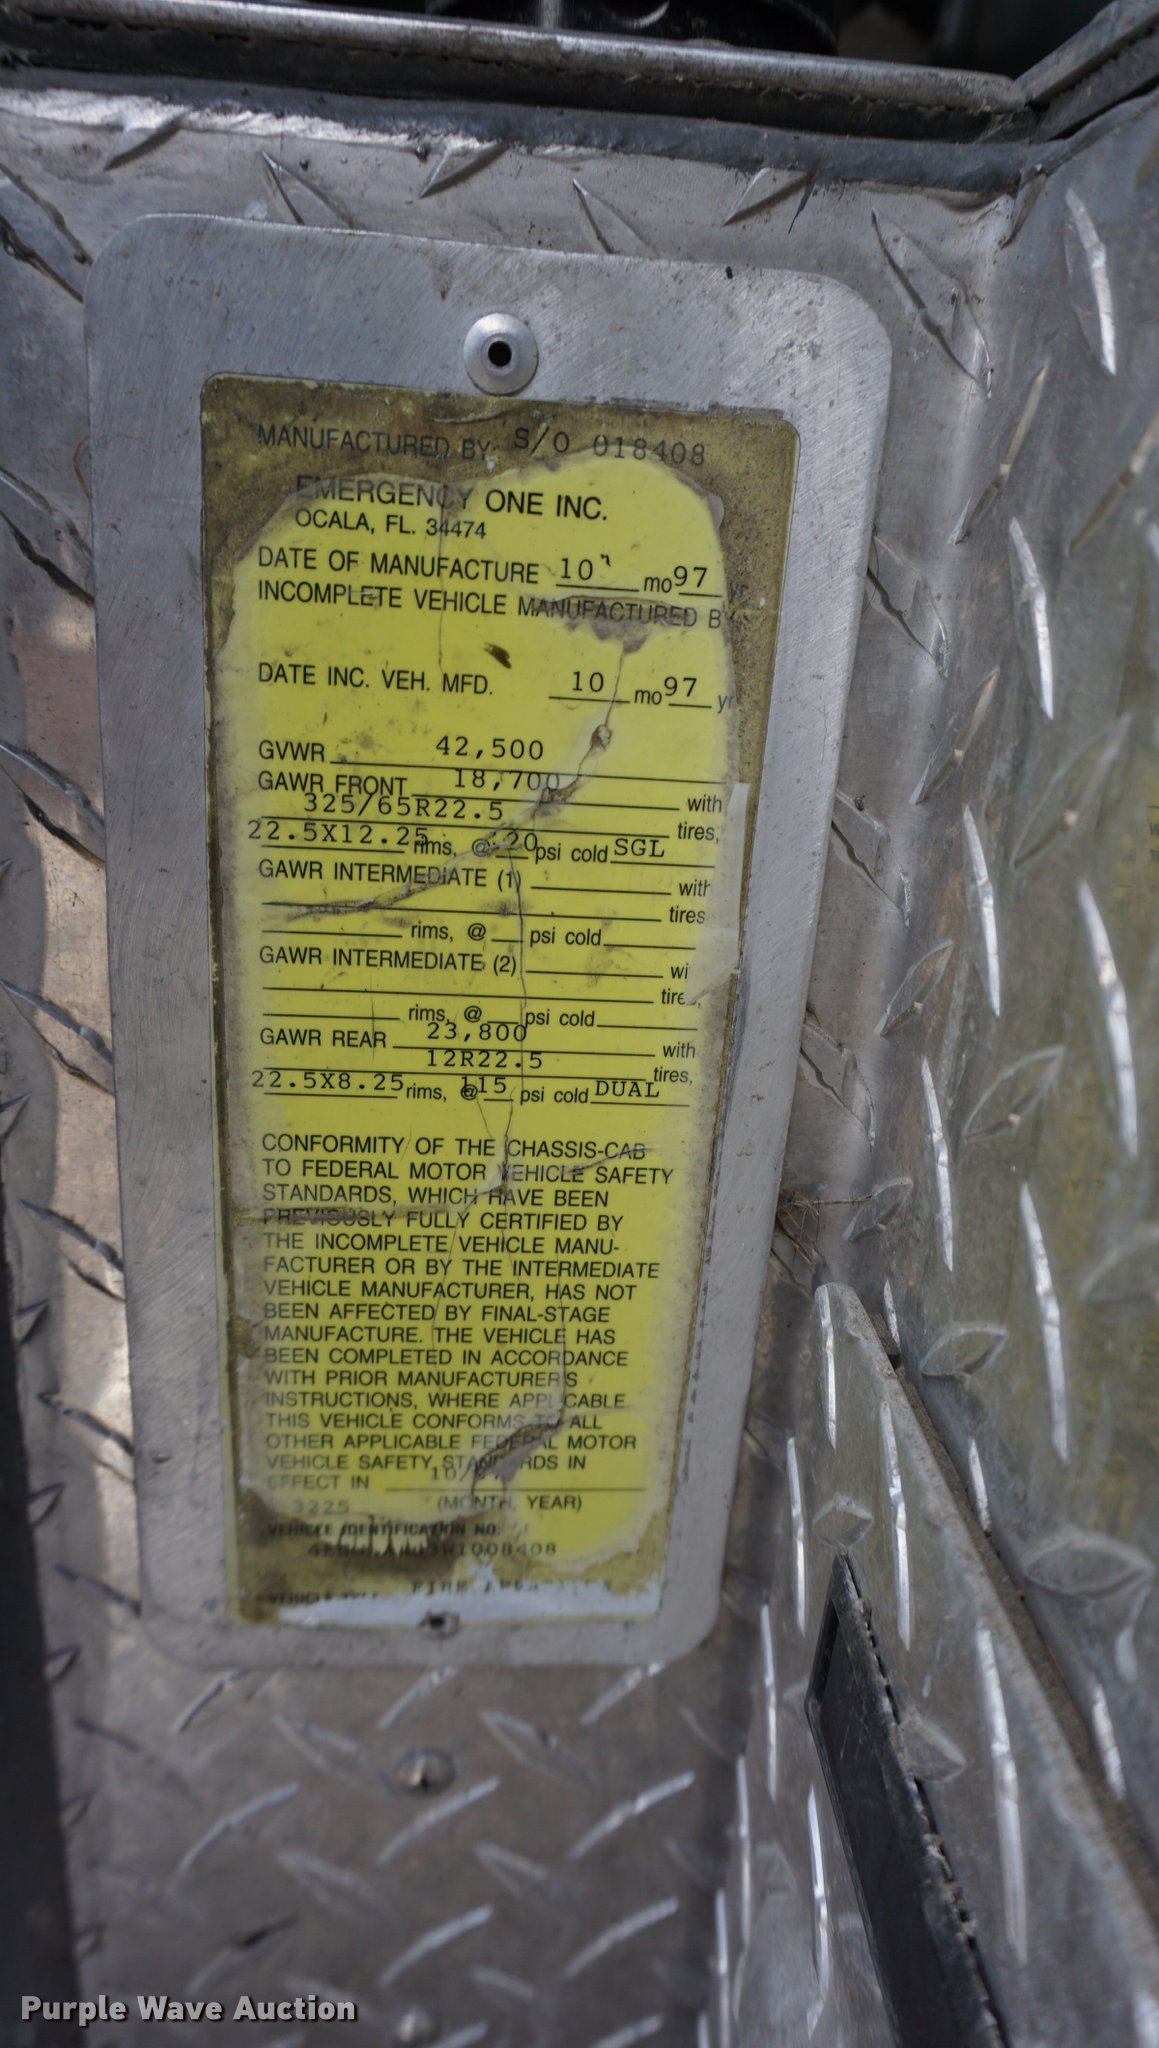 MANUFACTURED BY: S/O 018408
EMERGENCY ONE INC.
OCALA, FL. 34474
DATE OF MANUFACTURE 10 mo 97
INCOMPLETE VEHICLE MANUFACTURED B
DATE INC. VEH. MFD. 10 mo 97 yr
GVWR 42,500
GAWR FRONT 18,700 with
325/65R22.5 tires,
22.5X12.25 rims, @ 20 psi cold SGL
GAWR INTERMEDIATE (1) with
tires
rims, @ psi cold
GAWR INTERMEDIATE (2) wi
tire,
rims, @ psi cold
GAWR REAR 23,800 with
12R22.5 tires,
22.5X8.25 rims, @ 115 psi cold DUAL
CONFORMITY OF THE CHASSIS-CAB
TO FEDERAL MOTOR VEHICLE SAFETY
STANDARDS, WHICH HAVE BEEN
PREVIOUSLY FULLY CERTIFIED BY
THE INCOMPLETE VEHICLE MANU-
FACTURER OR BY THE INTERMEDIATE
VEHICLE MANUFACTURER, HAS NOT
BEEN AFFECTED BY FINAL-STAGE
MANUFACTURE. THE VEHICLE HAS
BEEN COMPLETED IN ACCORDANCE
WITH PRIOR MANUFACTURER'S
INSTRUCTIONS, WHERE APPLICABLE.
THIS VEHICLE CONFORMS TO ALL
OTHER APPLICABLE FEDERAL MOTOR
VEHICLE SAFETY STANDARDS IN
EFFECT IN
3225 (MONTH, YEAR)
VEHICLE IDENTIFICATION NO:
FIRE
Purple Wave Auction